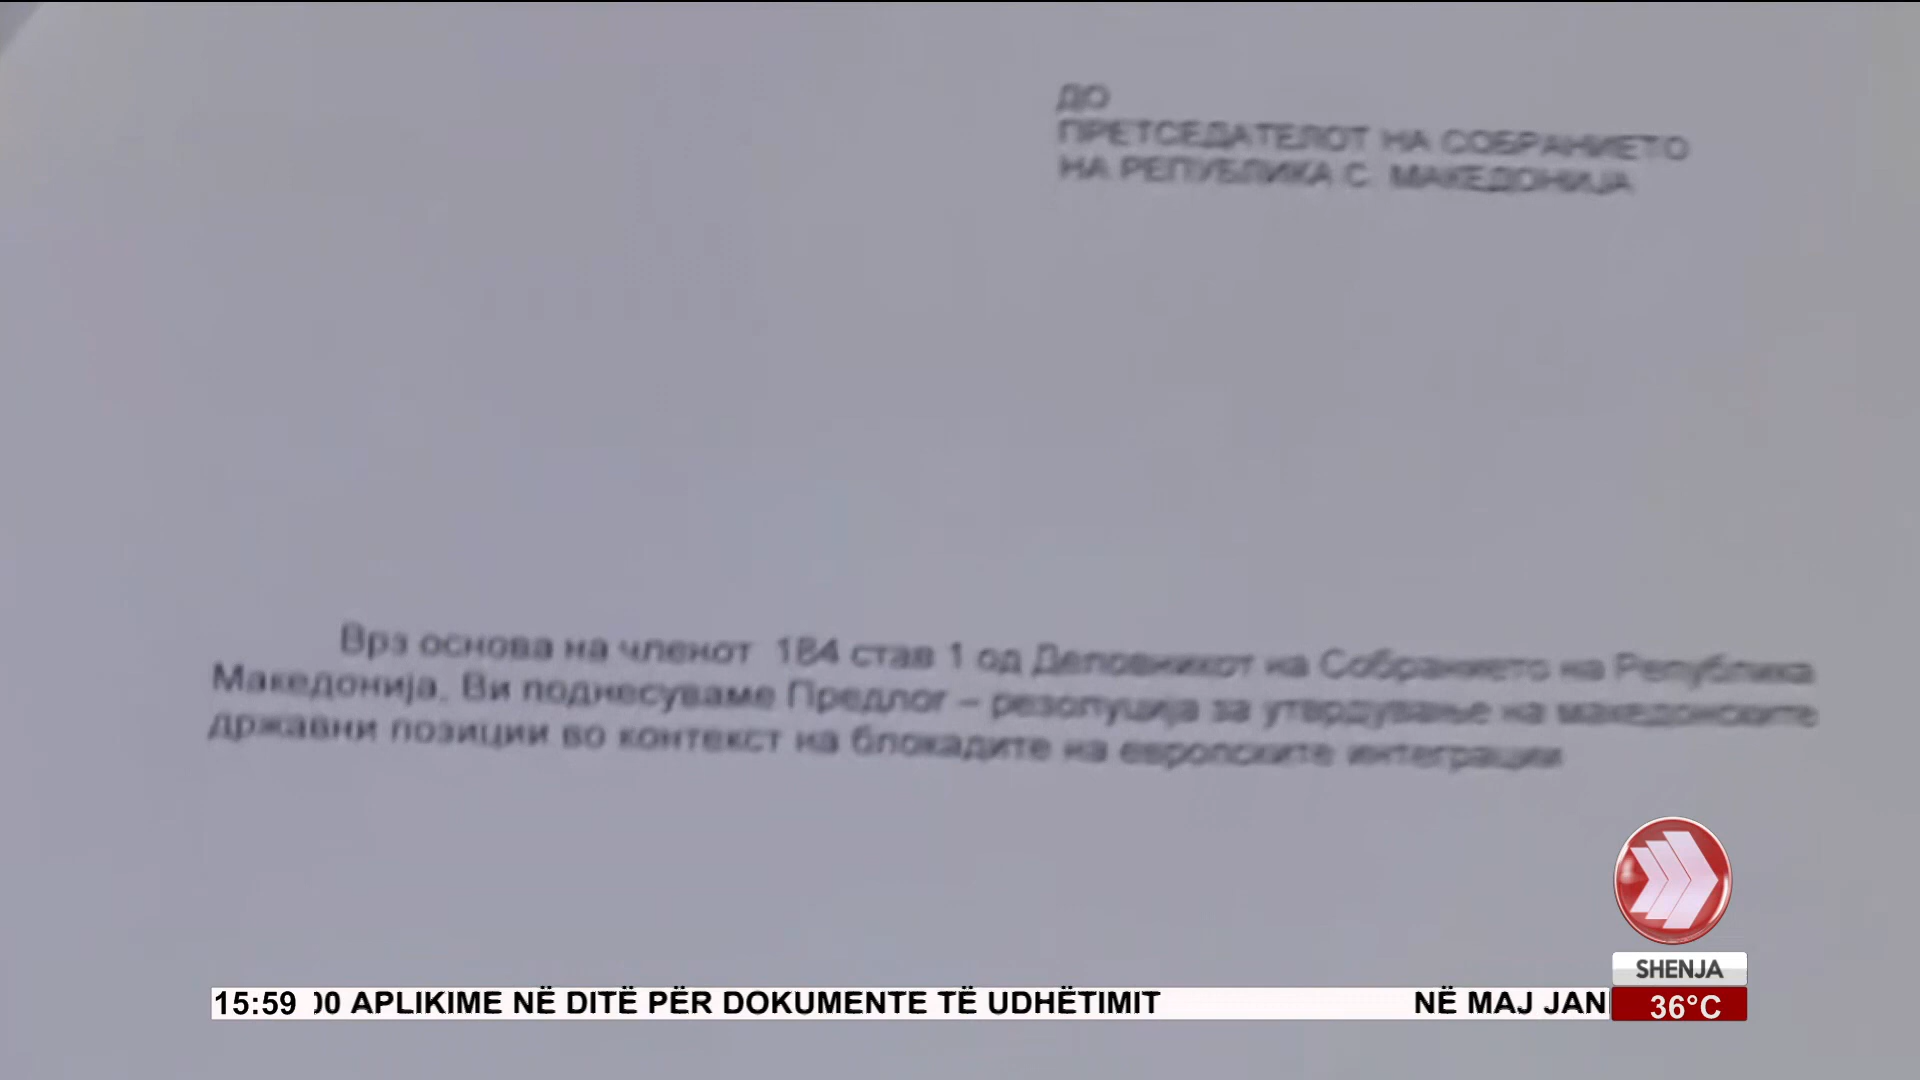 ДО
ПРЕТСЕДАТЕЛОТ НА СОБРАНИЕТО
НА РЕПУБЛИКА С. МАКЕДОНИЈА
Врз основа на членот 184 став 1 од Деловникот на Собранието на Република
Македонија, Ви поднесуваме Предлог – резолуција за утврдување на македонските
државни позиции во контекст на блокадите на европските интеграции
SHENJA
15:59 00 APLIKIME NË DITË PËR DOKUMENTE TË UDHËTIMIT NË MAJ JAN
36°C